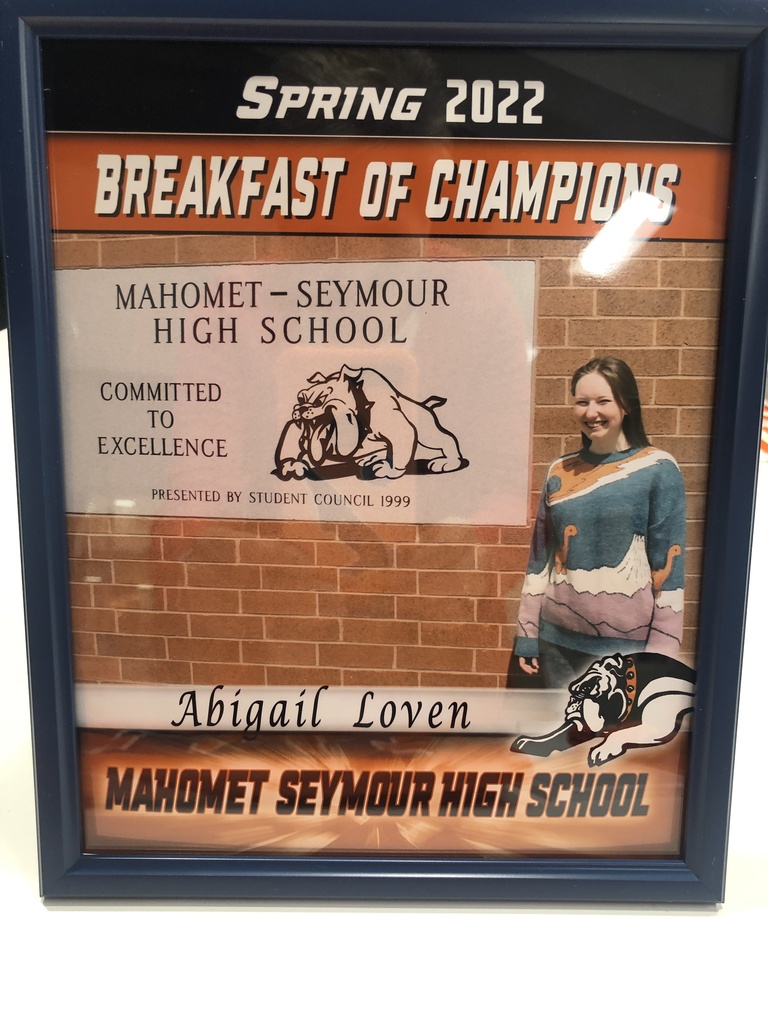 SPRING 2022
BREAKFAST OF CHAMPIONS
MAHOMET – SEYMOUR
HIGH SCHOOL
COMMITTED
TO
EXCELLENCE
PRESENTED BY STUDENT COUNCIL 1999
Abigail Loven
MAHOMET SEYMOUR HIGH SCHOOL